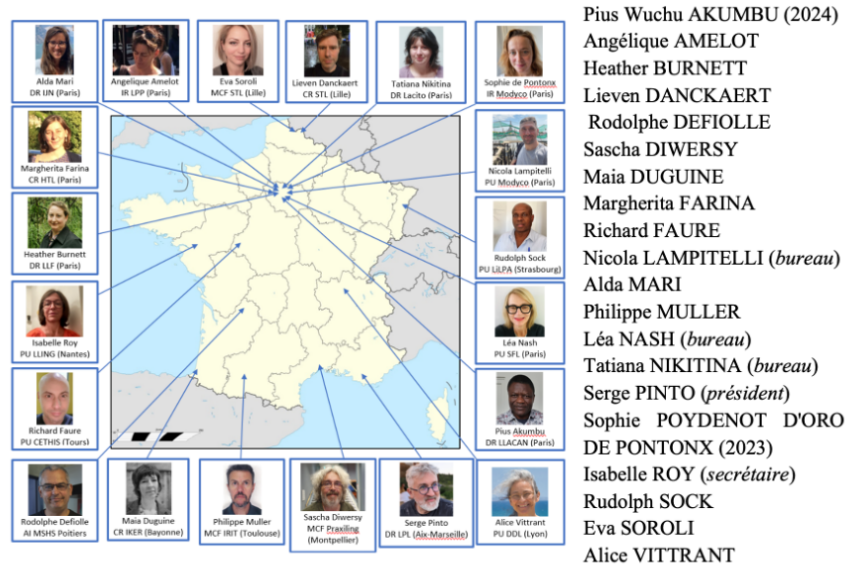 Alda Mari
DR IJN (Paris)
Angelique Amelot
IR LPP (Paris)
Eva Soroli
MCF STL (Lille)
Lieven Danckaert
CR STL (Lille)
Tatiana Nikitina
DR Lacito (Paris)
Sophie de Pontonx
IR Modyco (Paris)
Margherita Farina
CR HTL (Paris)
Nicola Lampitelli
PU Modyco (Paris)
Heather Burnett
DR LLF (Paris)
Rudolph Sock
PU LiLPA (Strasbourg)
Isabelle Roy
PU LLING (Nantes)
Léa Nash
PU SFL (Paris)
Richard Faure
PU CETHIS (Tours)
Pius Akumbu
DR LLACAN (Paris)
Rodolphe Defiolle
AI MSHS Poitiers
Maia Duguine
CR IKER (Bayonne)
Philippe Muller
MCF IRIT (Toulouse)
Sascha Diwersy
MCF Praxiling
(Montpellier)
Serge Pinto
DR LPL (Aix-Marseille)
Alice Vittrant
PU DDL (Lyon)
Pius Wuchu AKUMBU (2024)
Angélique AMELOT
Heather BURNETT
Lieven DANCKAERT
Rodolphe DEFIOLLE
Sascha DIWERSY
Maia DUGUINE
Margherita FARINA
Richard FAURE
Nicola LAMPITELLI (bureau)
Alda MARI
Philippe MULLER
Léa NASH (bureau)
Tatiana NIKITINA (bureau)
Serge PINTO (président)
Sophie POYDENOT D'ORO
DE PONTONX (2023)
Isabelle ROY (secrétaire)
Rudolph SOCK
Eva SOROLI
Alice VITTRANT